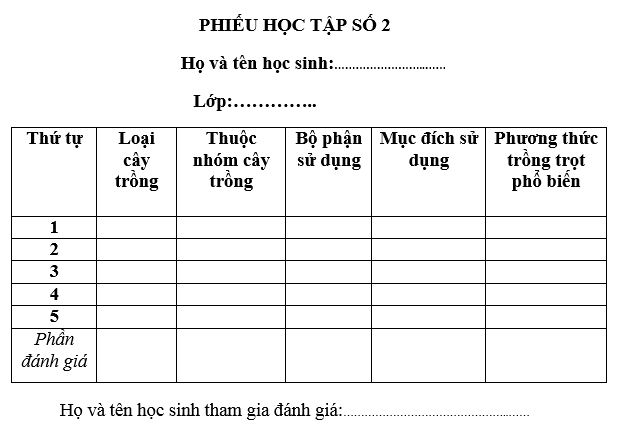 PHIẾU HỌC TẬP SỐ 2
Họ và tên học sinh:................................
Lớp:…………..
Thứ tự
Loại cây trồng
Thuộc nhóm cây trồng
Bộ phận sử dụng
Mục đích sử dụng
Phương thức trồng trọt phổ biến
1
2
3
4
5
Phần đánh giá
Họ và tên học sinh tham gia đánh giá:.....................................................